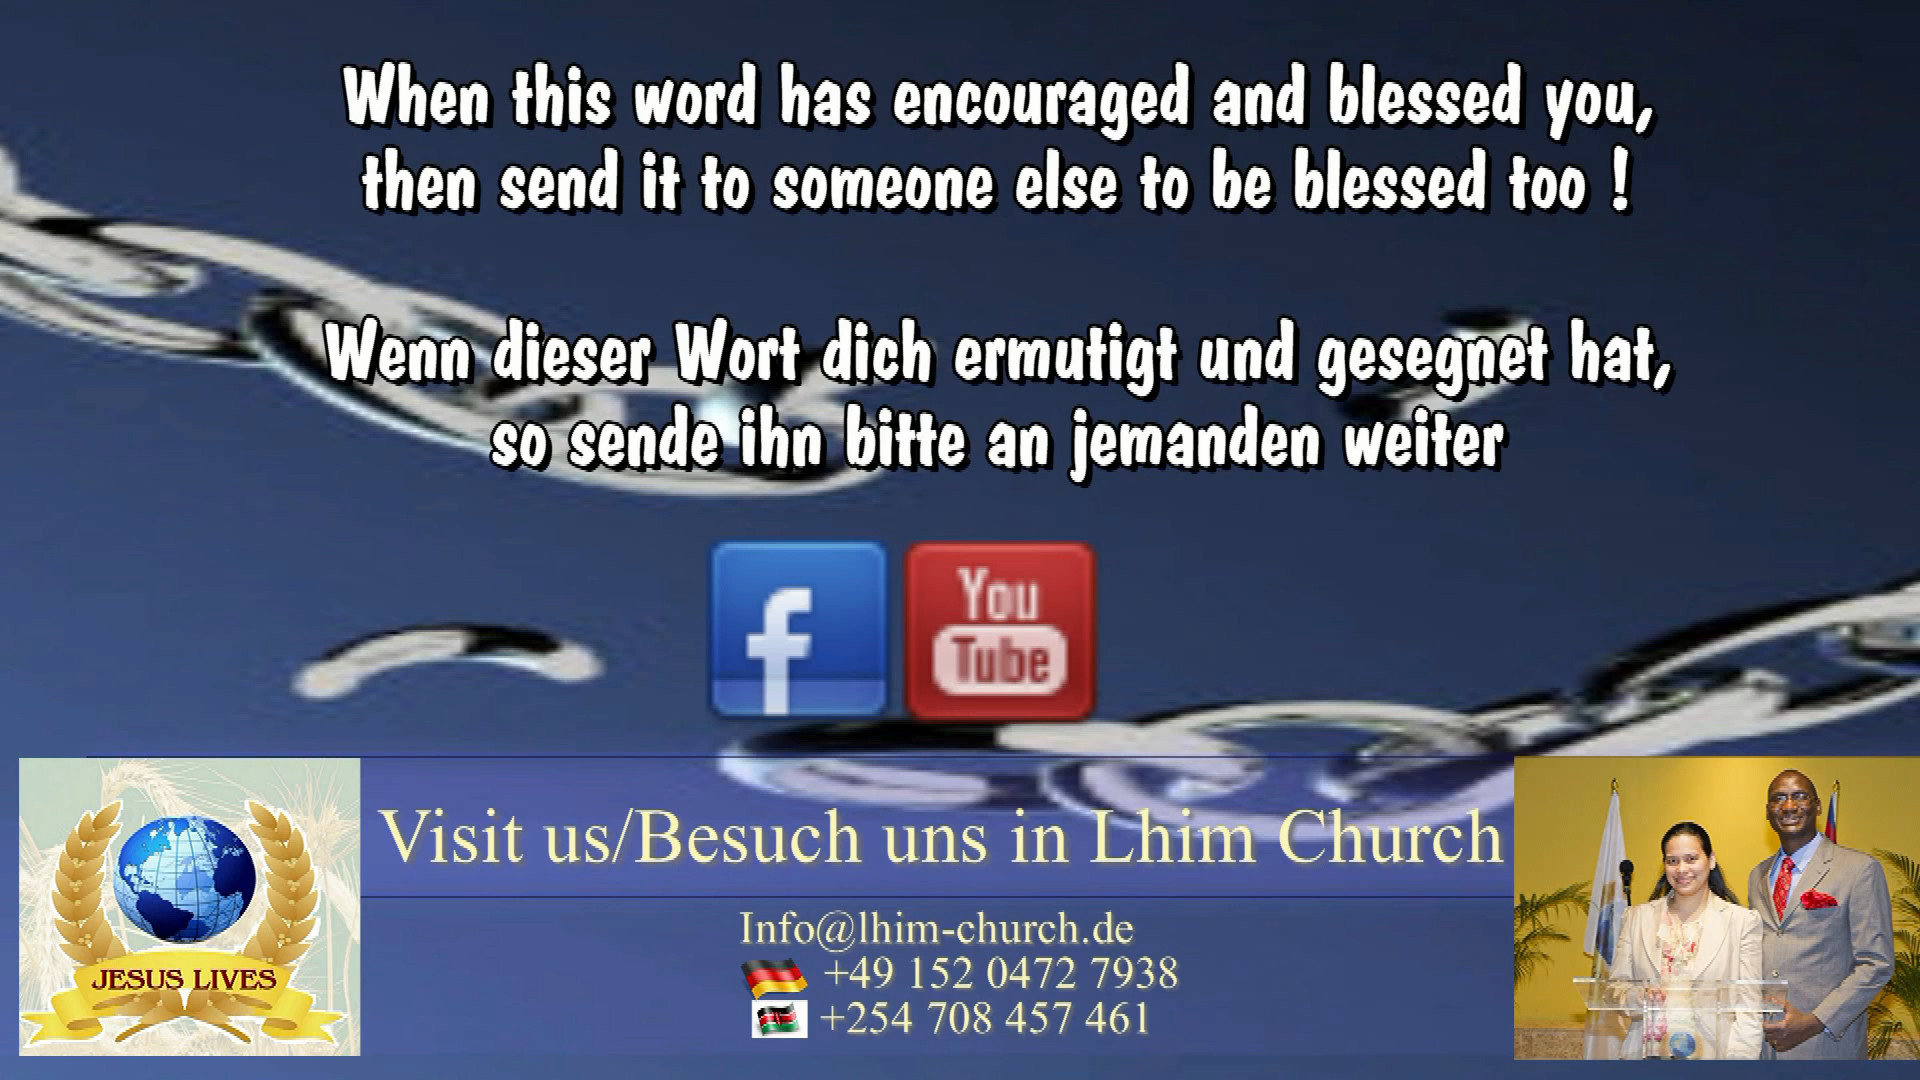 When this word has encouraged and blessed you,
then send it to someone else to be blessed too !
Wenn dieser Wort dich ermutigt und gesegnet hat,
so sende ihn bitte an jemanden weiter
f
You
Tube
Visit us/Besuch uns in Lhim Church
JESUS LIVES
Info@lhim-church.de
+49 152 0472 7938
+254 708 457 461